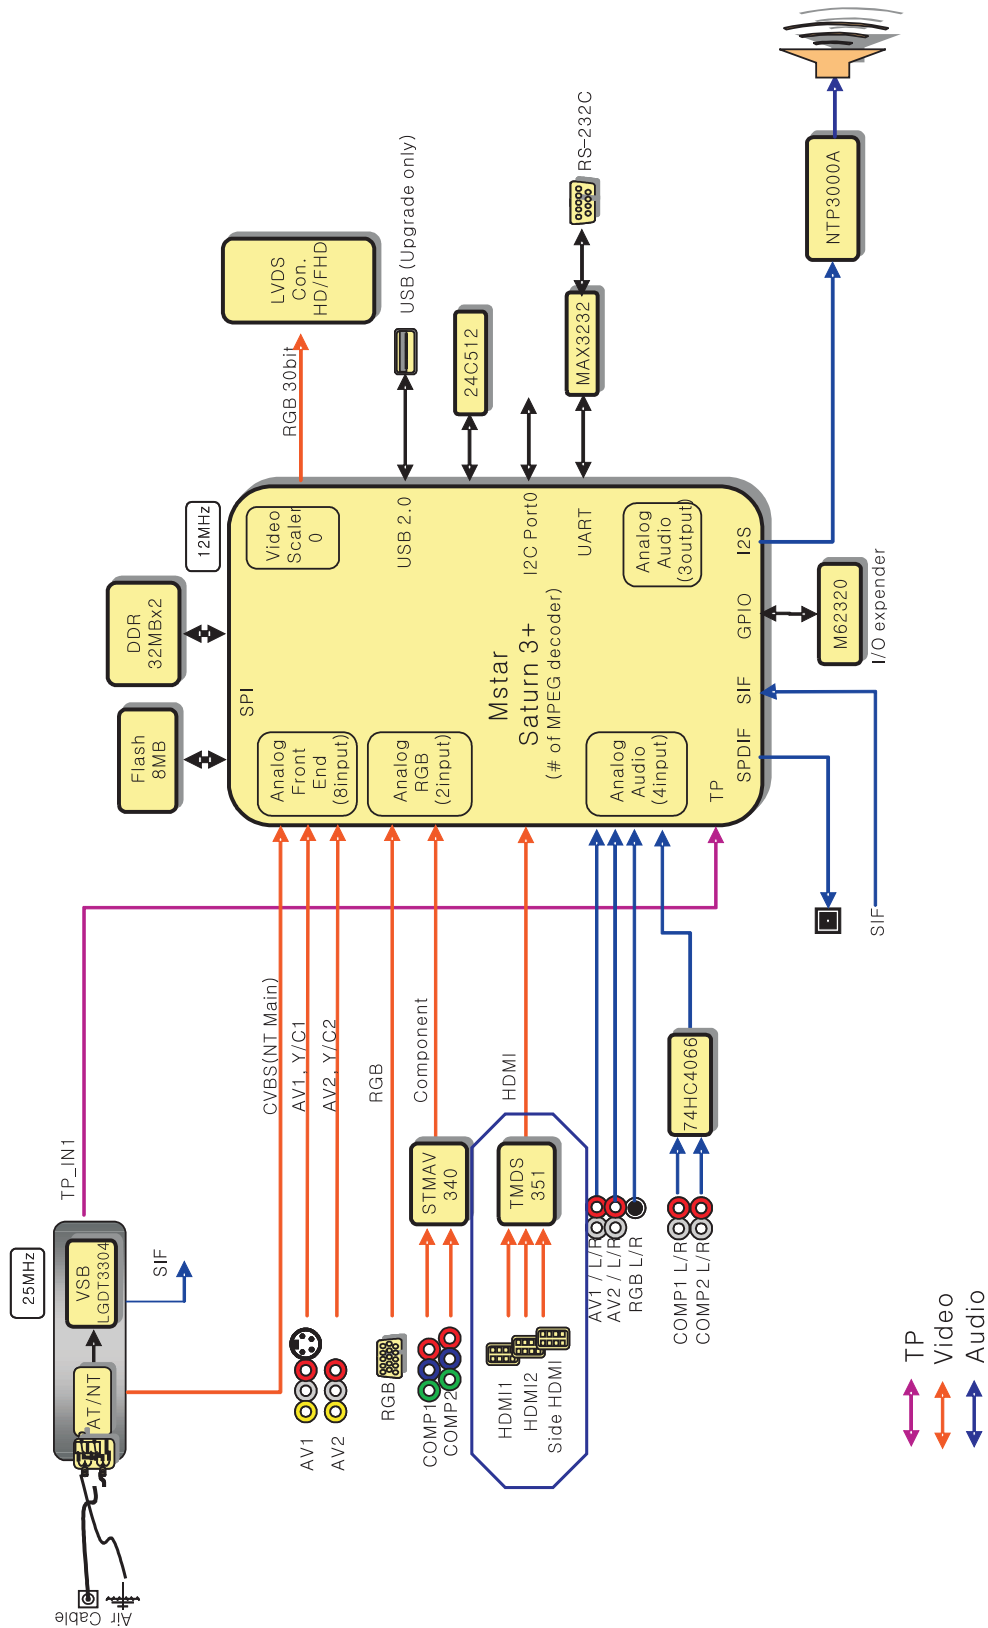 Cable
Air
AT/NT
VSB
LGDT3304
25MHz
TP_IN1
SIF
CVBS(NT Main)
AV1, Y/C1
AV2, Y/C2
RGB
Component
HDMI
AV1
AV2
RGB
COMP1
COMP2
STMAV
340
HDMI1
HDMI2
Side HDMI
TMDS
351
AV1 / L/R
AV2 / L/R
RGB L/R
COMP1 L/R
COMP2 L/R
74HC4066
Flash
8MB
DDR
32MBx2
12MHz
SPI
Analog
Front
End
(8input)
Analog
RGB
(2input)
Analog
Audio
(4input)
TP
Mstar
Saturn 3+
(# of MPEG decoder)
Video
Scaler
0
USB 2.0
I2C Port0
UART
Analog
Audio
(3output)
SPDIF
SIF
GPIO
I2S
RGB 30bit
LVDS
Con.
HD/FHD
USB (Upgrade only)
24C512
MAX3232
RS-232C
NTP3000A
M62320
I/O expender
SIF
TP
Video
Audio